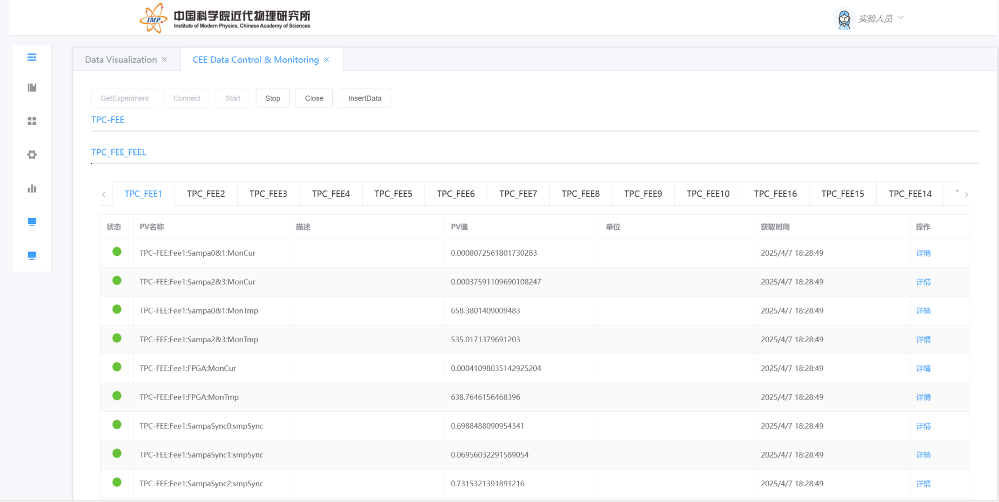 IMP 中国科学院近代物理研究所
Institute of Modern Physics, Chinese Academy of Sciences
实验人员
Data Visualization × CEE Data Control & Monitoring ×
GetExperiment Connect Start Stop Close InsertData
TPC-FEE
TPC_FEE_FEEL
TPC_FEE1 TPC_FEE2 TPC_FEE3 TPC_FEE4 TPC_FEE5 TPC_FEE6 TPC_FEE7 TPC_FEE8 TPC_FEE9 TPC_FEE10 TPC_FEE16 TPC_FEE15 TPC_FEE14
状态 PV名称 描述 PV值 单位 获取时间 操作
TPC-FEE:Fee1:Sampa0&1:MonCur 0.0008072561801730283 2025/4/7 18:28:49 详情
TPC-FEE:Fee1:Sampa2&3:MonCur 0.00037591109690108247 2025/4/7 18:28:49 详情
TPC-FEE:Fee1:Sampa0&1:MonTmp 658.3801409009483 2025/4/7 18:28:49 详情
TPC-FEE:Fee1:Sampa2&3:MonTmp 535.0171379691203 2025/4/7 18:28:49 详情
TPC-FEE:Fee1:FPGA:MonCur 0.00041098035142925204 2025/4/7 18:28:49 详情
TPC-FEE:Fee1:FPGA:MonTmp 638.7646156468396 2025/4/7 18:28:49 详情
TPC-FEE:Fee1:SampaSync0:smpSync 0.6988488090954341 2025/4/7 18:28:49 详情
TPC-FEE:Fee1:SampaSync1:smpSync 0.06956032291589054 2025/4/7 18:28:49 详情
TPC-FEE:Fee1:SampaSync2:smpSync 0.7315321391891216 2025/4/7 18:28:49 详情